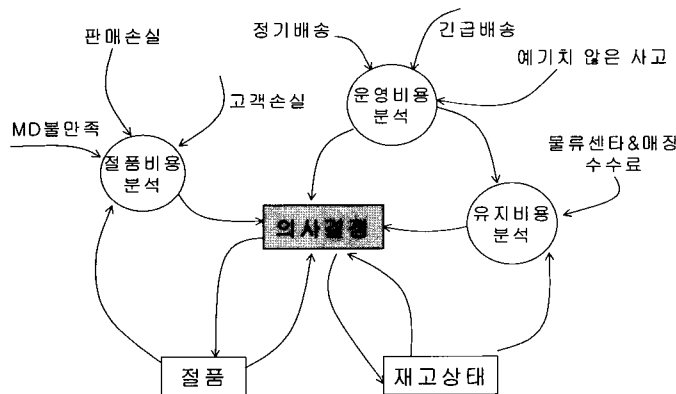 정기배송
긴급배송
판매손실
예기치 않은 사고
고객손실
운영비용
분석
MD불만족
물류센타&매장
수수료
절품비용
분석
유지비용
분석
의사결정
절품
재고상태